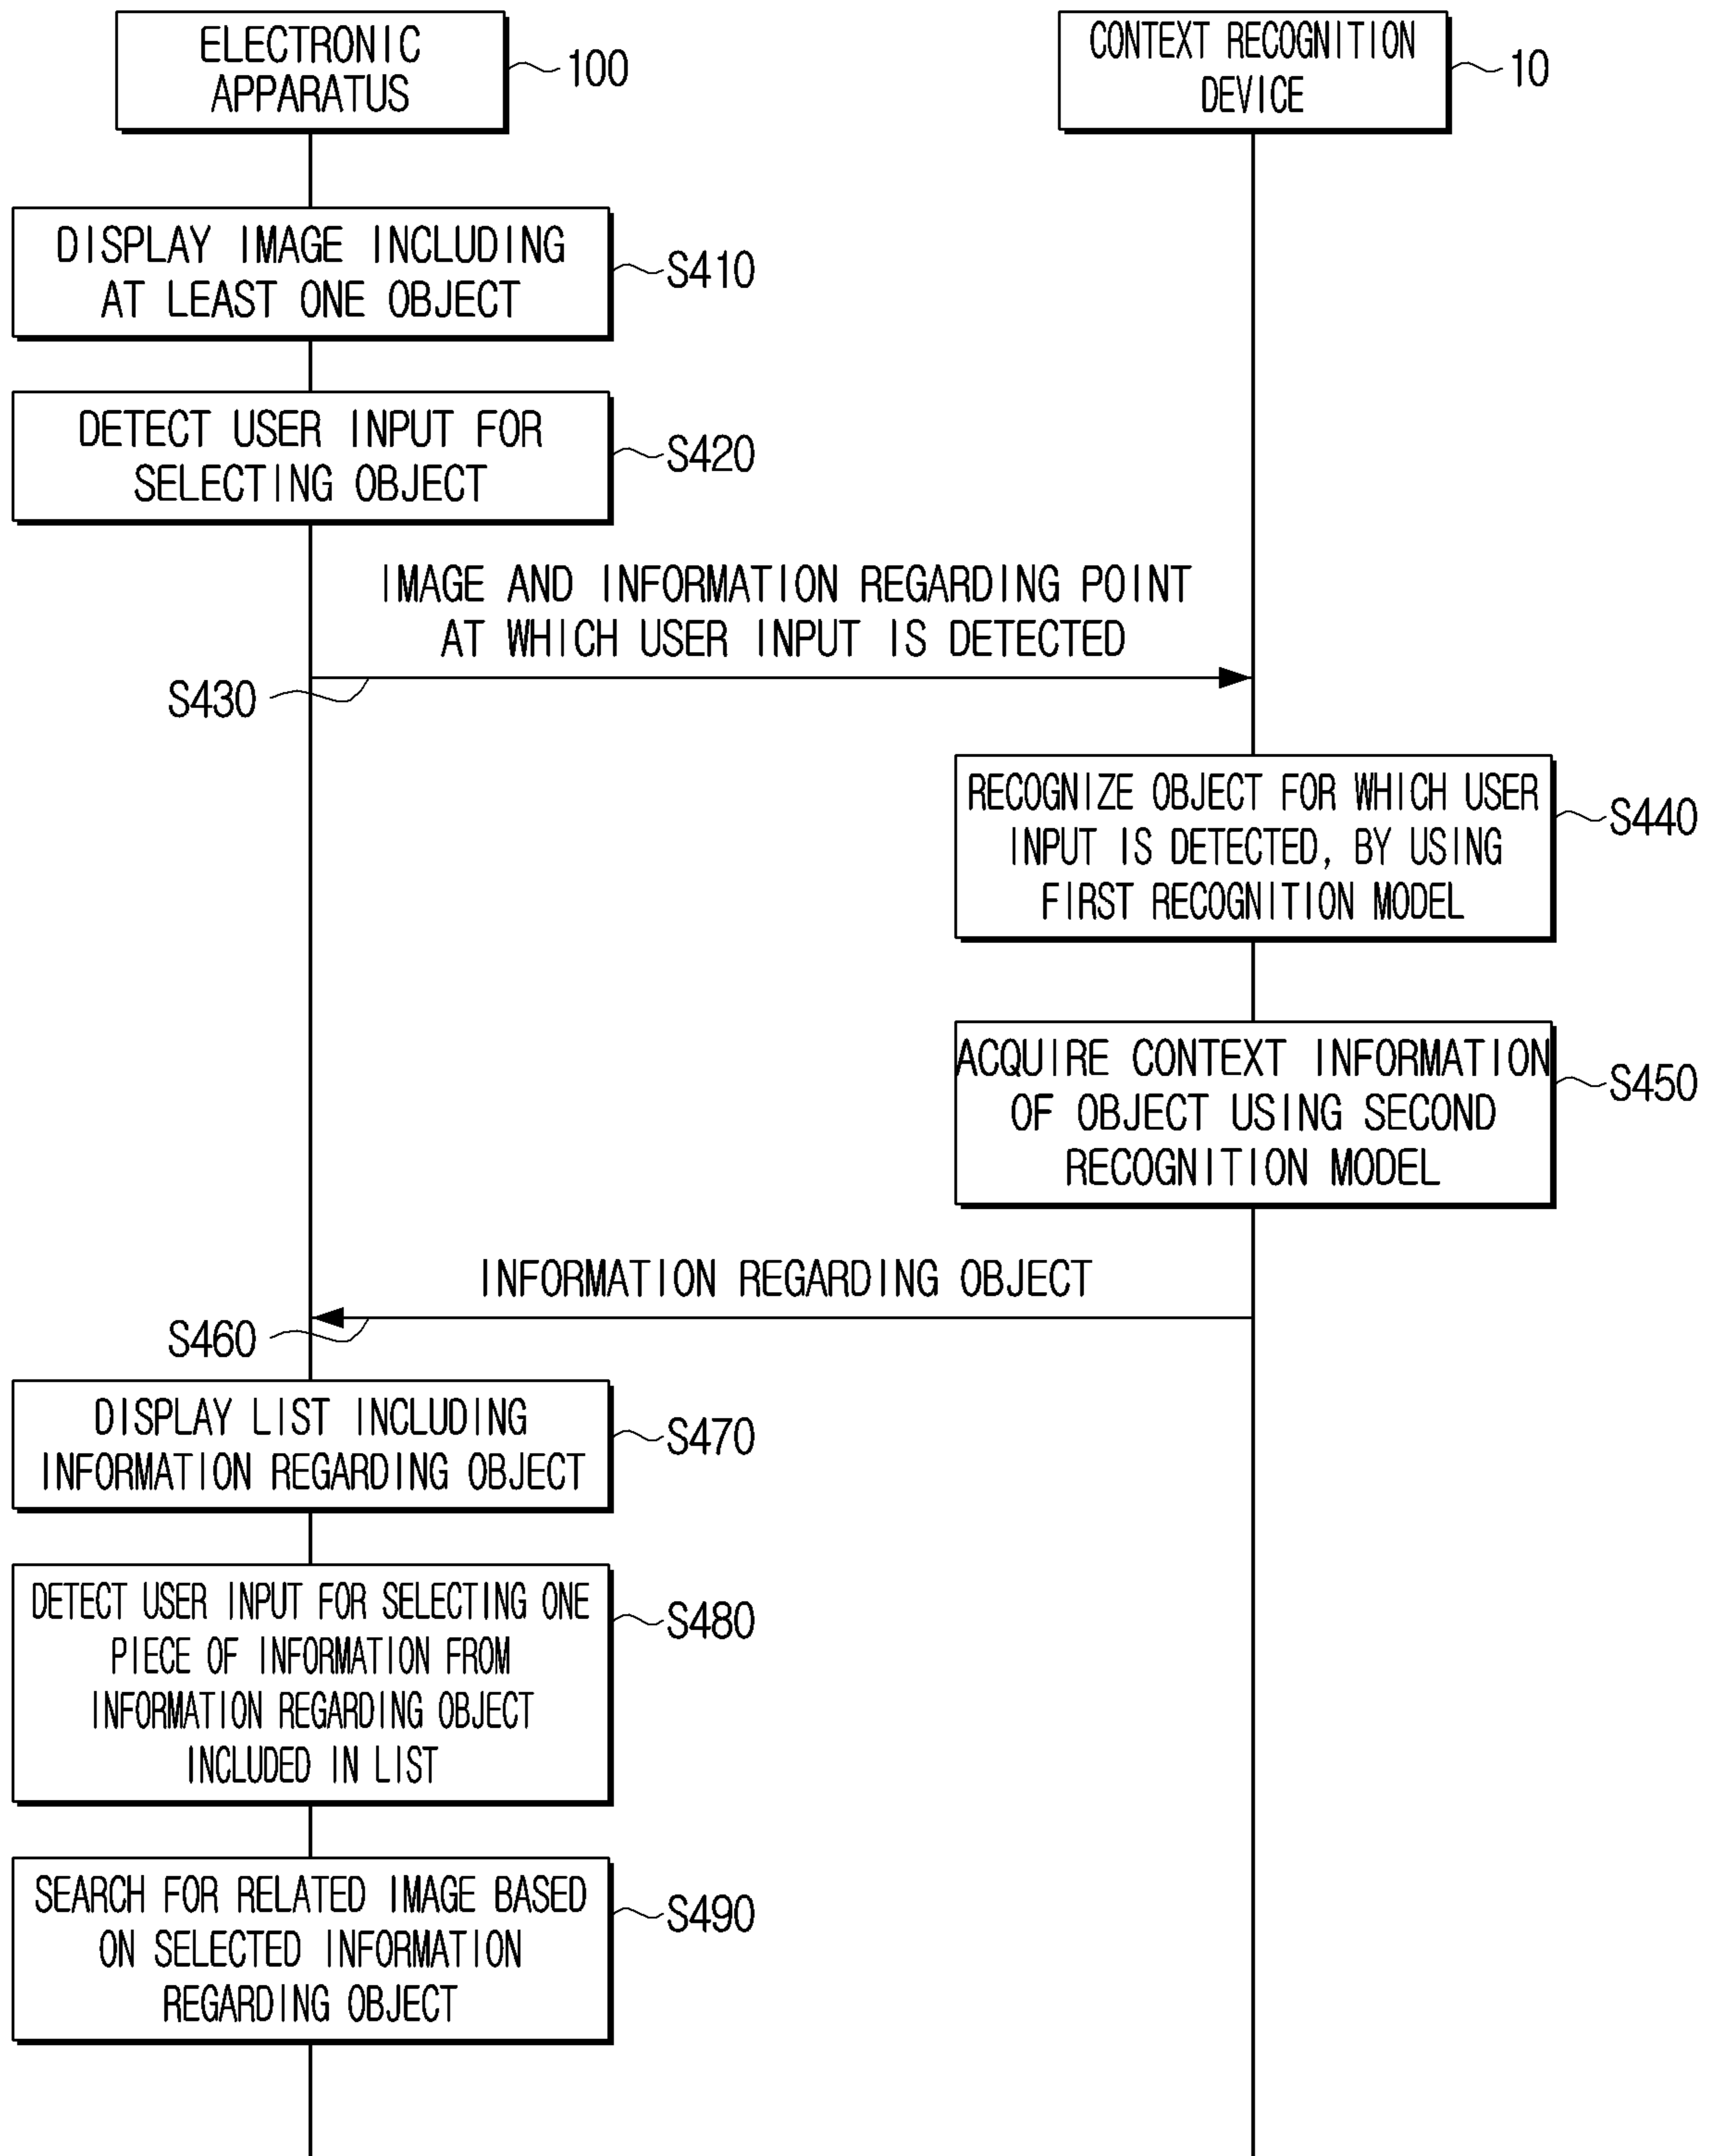 ELECTRONIC
APPARATUS
100
CONTEXT RECOGNITION
DEVICE
10
DISPLAY IMAGE INCLUDING
AT LEAST ONE OBJECT
S410
DETECT USER INPUT FOR
SELECTING OBJECT
S420
IMAGE AND INFORMATION REGARDING POINT
AT WHICH USER INPUT IS DETECTED
S430
RECOGNIZE OBJECT FOR WHICH USER
INPUT IS DETECTED, BY USING
FIRST RECOGNITION MODEL
S440
ACQUIRE CONTEXT INFORMATION
OF OBJECT USING SECOND
RECOGNITION MODEL
S450
INFORMATION REGARDING OBJECT
S460
DISPLAY LIST INCLUDING
INFORMATION REGARDING OBJECT
S470
DETECT USER INPUT FOR SELECTING ONE
PIECE OF INFORMATION FROM
INFORMATION REGARDING OBJECT
INCLUDED IN LIST
S480
SEARCH FOR RELATED IMAGE BASED
ON SELECTED INFORMATION
REGARDING OBJECT
S490